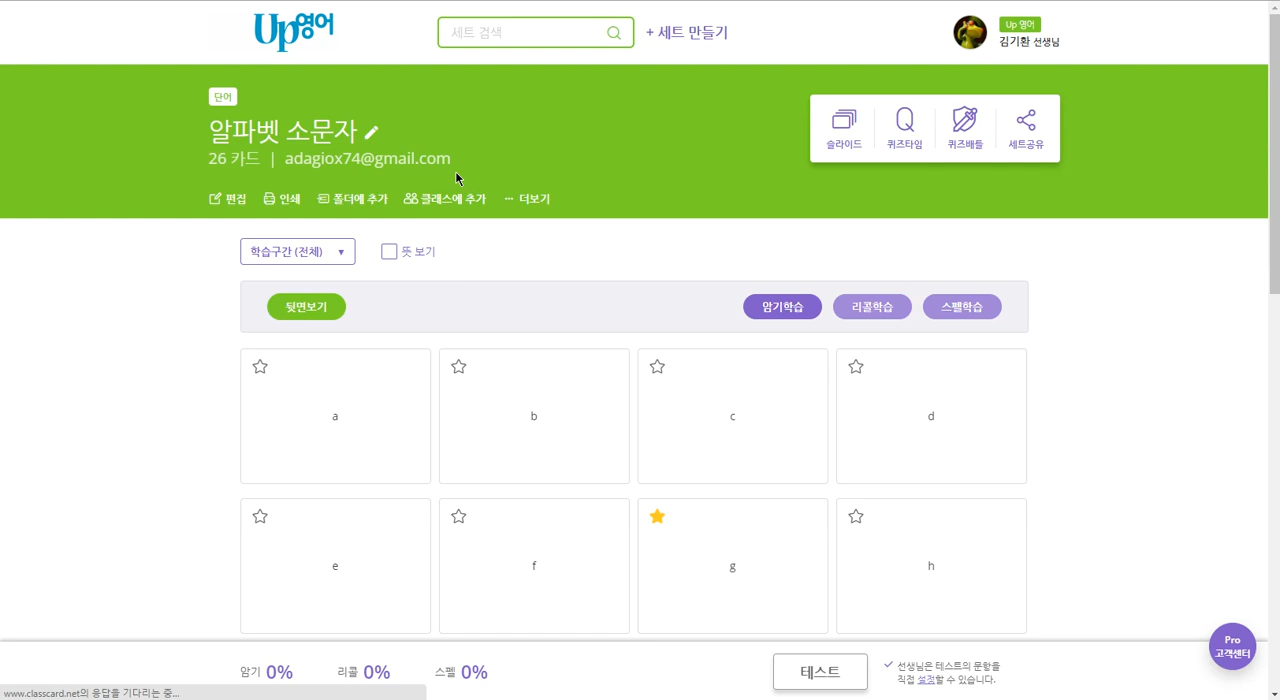 Up영어
세트 검색
+ 세트 만들기
Up 영어
김기환 선생님
단어
알파벳 소문자
26 카드 | adagiox74@gmail.com
슬라이드
퀴즈타임
퀴즈배틀
세트공유
편집
인쇄
폴더에 추가
클래스에 추가
··· 더보기
학습구간 (전체) ▼
뜻 보기
뒷면보기
암기학습
리콜학습
스펠학습
a
b
c
d
e
f
g
h
Pro
고객센터
암기 0%
리콜 0%
스펠 0%
테스트
선생님은 테스트의 문항을
직접 설정할 수 있습니다.
www.classcard.net의 응답을 기다리는 중...